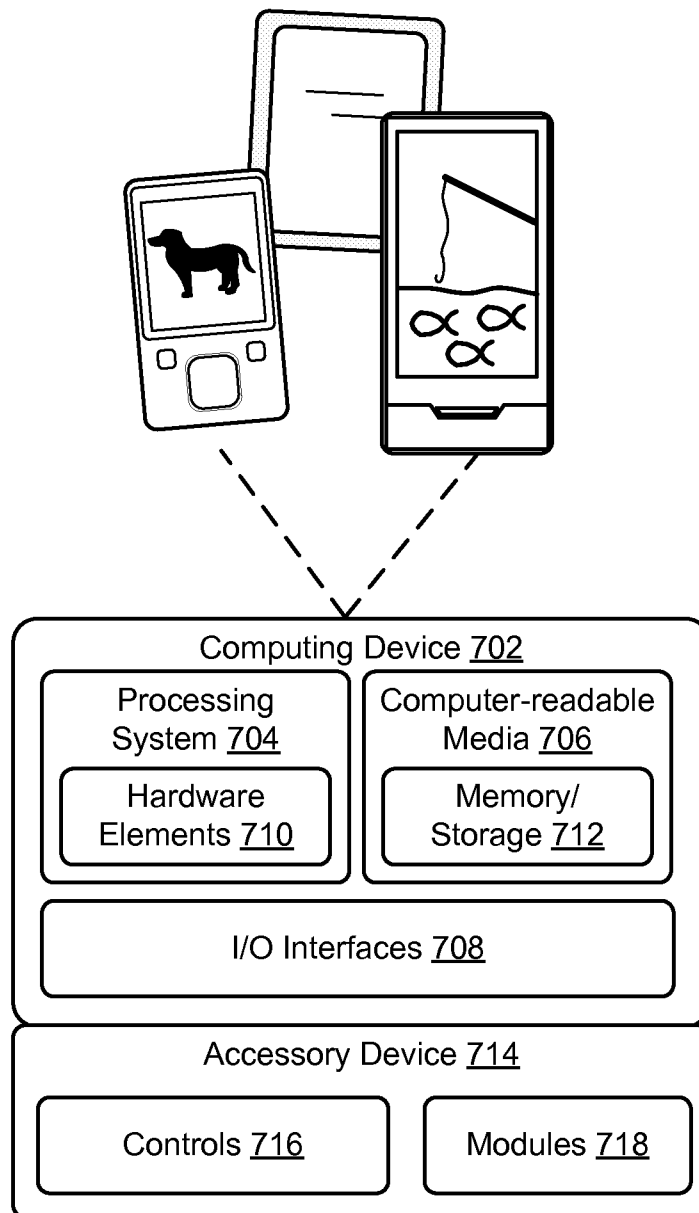 Computing Device 702
Processing
System 704
Hardware
Elements 710
Computer-readable
Media 706
Memory/
Storage 712
I/O Interfaces 708
Accessory Device 714
Controls 716
Modules 718